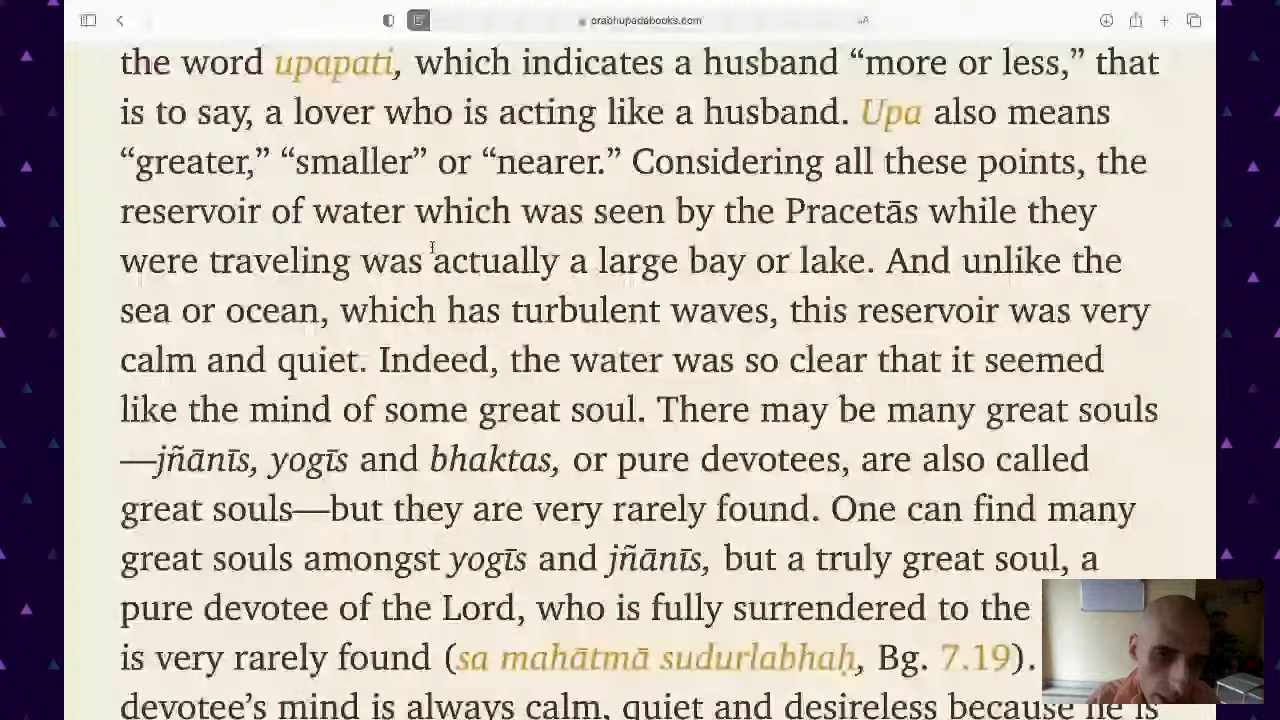 prabhupadabooks.com
the word upapati, which indicates a husband “more or less,” that
is to say, a lover who is acting like a husband. Upa also means
“greater,” “smaller” or “nearer.” Considering all these points, the
reservoir of water which was seen by the Pracetās while they
were traveling was actually a large bay or lake. And unlike the
sea or ocean, which has turbulent waves, this reservoir was very
calm and quiet. Indeed, the water was so clear that it seemed
like the mind of some great soul. There may be many great souls
—jñānīs, yogīs and bhaktas, or pure devotees, are also called
great souls—but they are very rarely found. One can find many
great souls amongst yogīs and jñānīs, but a truly great soul, a
pure devotee of the Lord, who is fully surrendered to the
is very rarely found (sa mahātmā sudurlabhaḥ, Bg. 7.19).
devotee’s mind is always calm, quiet and desireless because he is